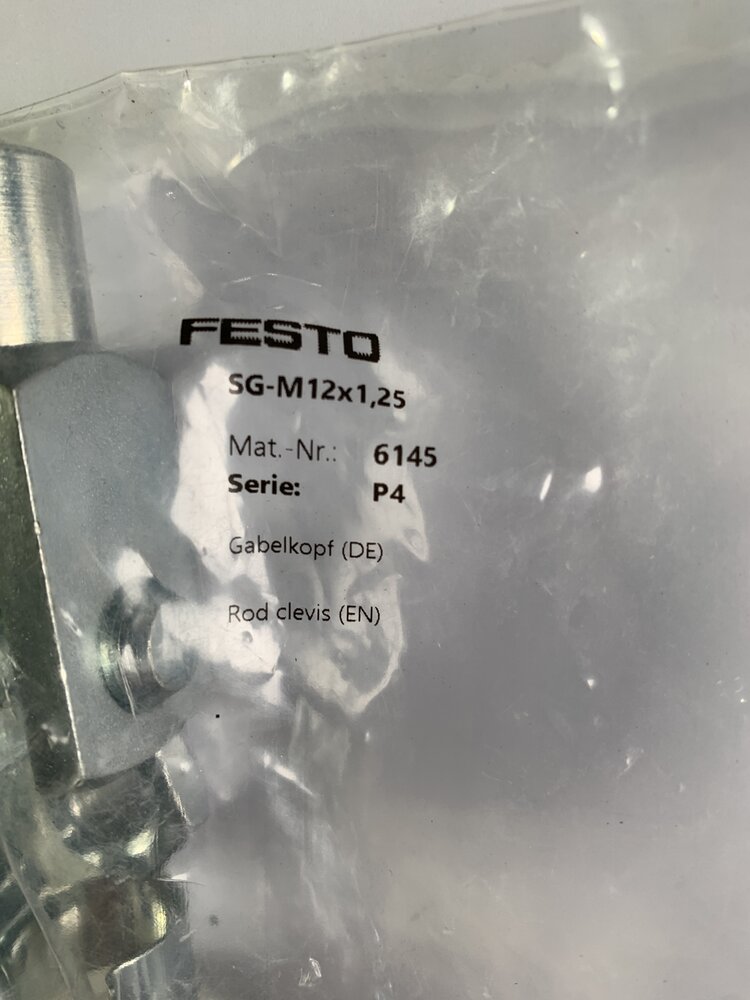 FESTO
SG-M12x1,25
Mat.-Nr.: 6145
Serie: P4
Gabelkopf (DE)
Rod clevis (EN)